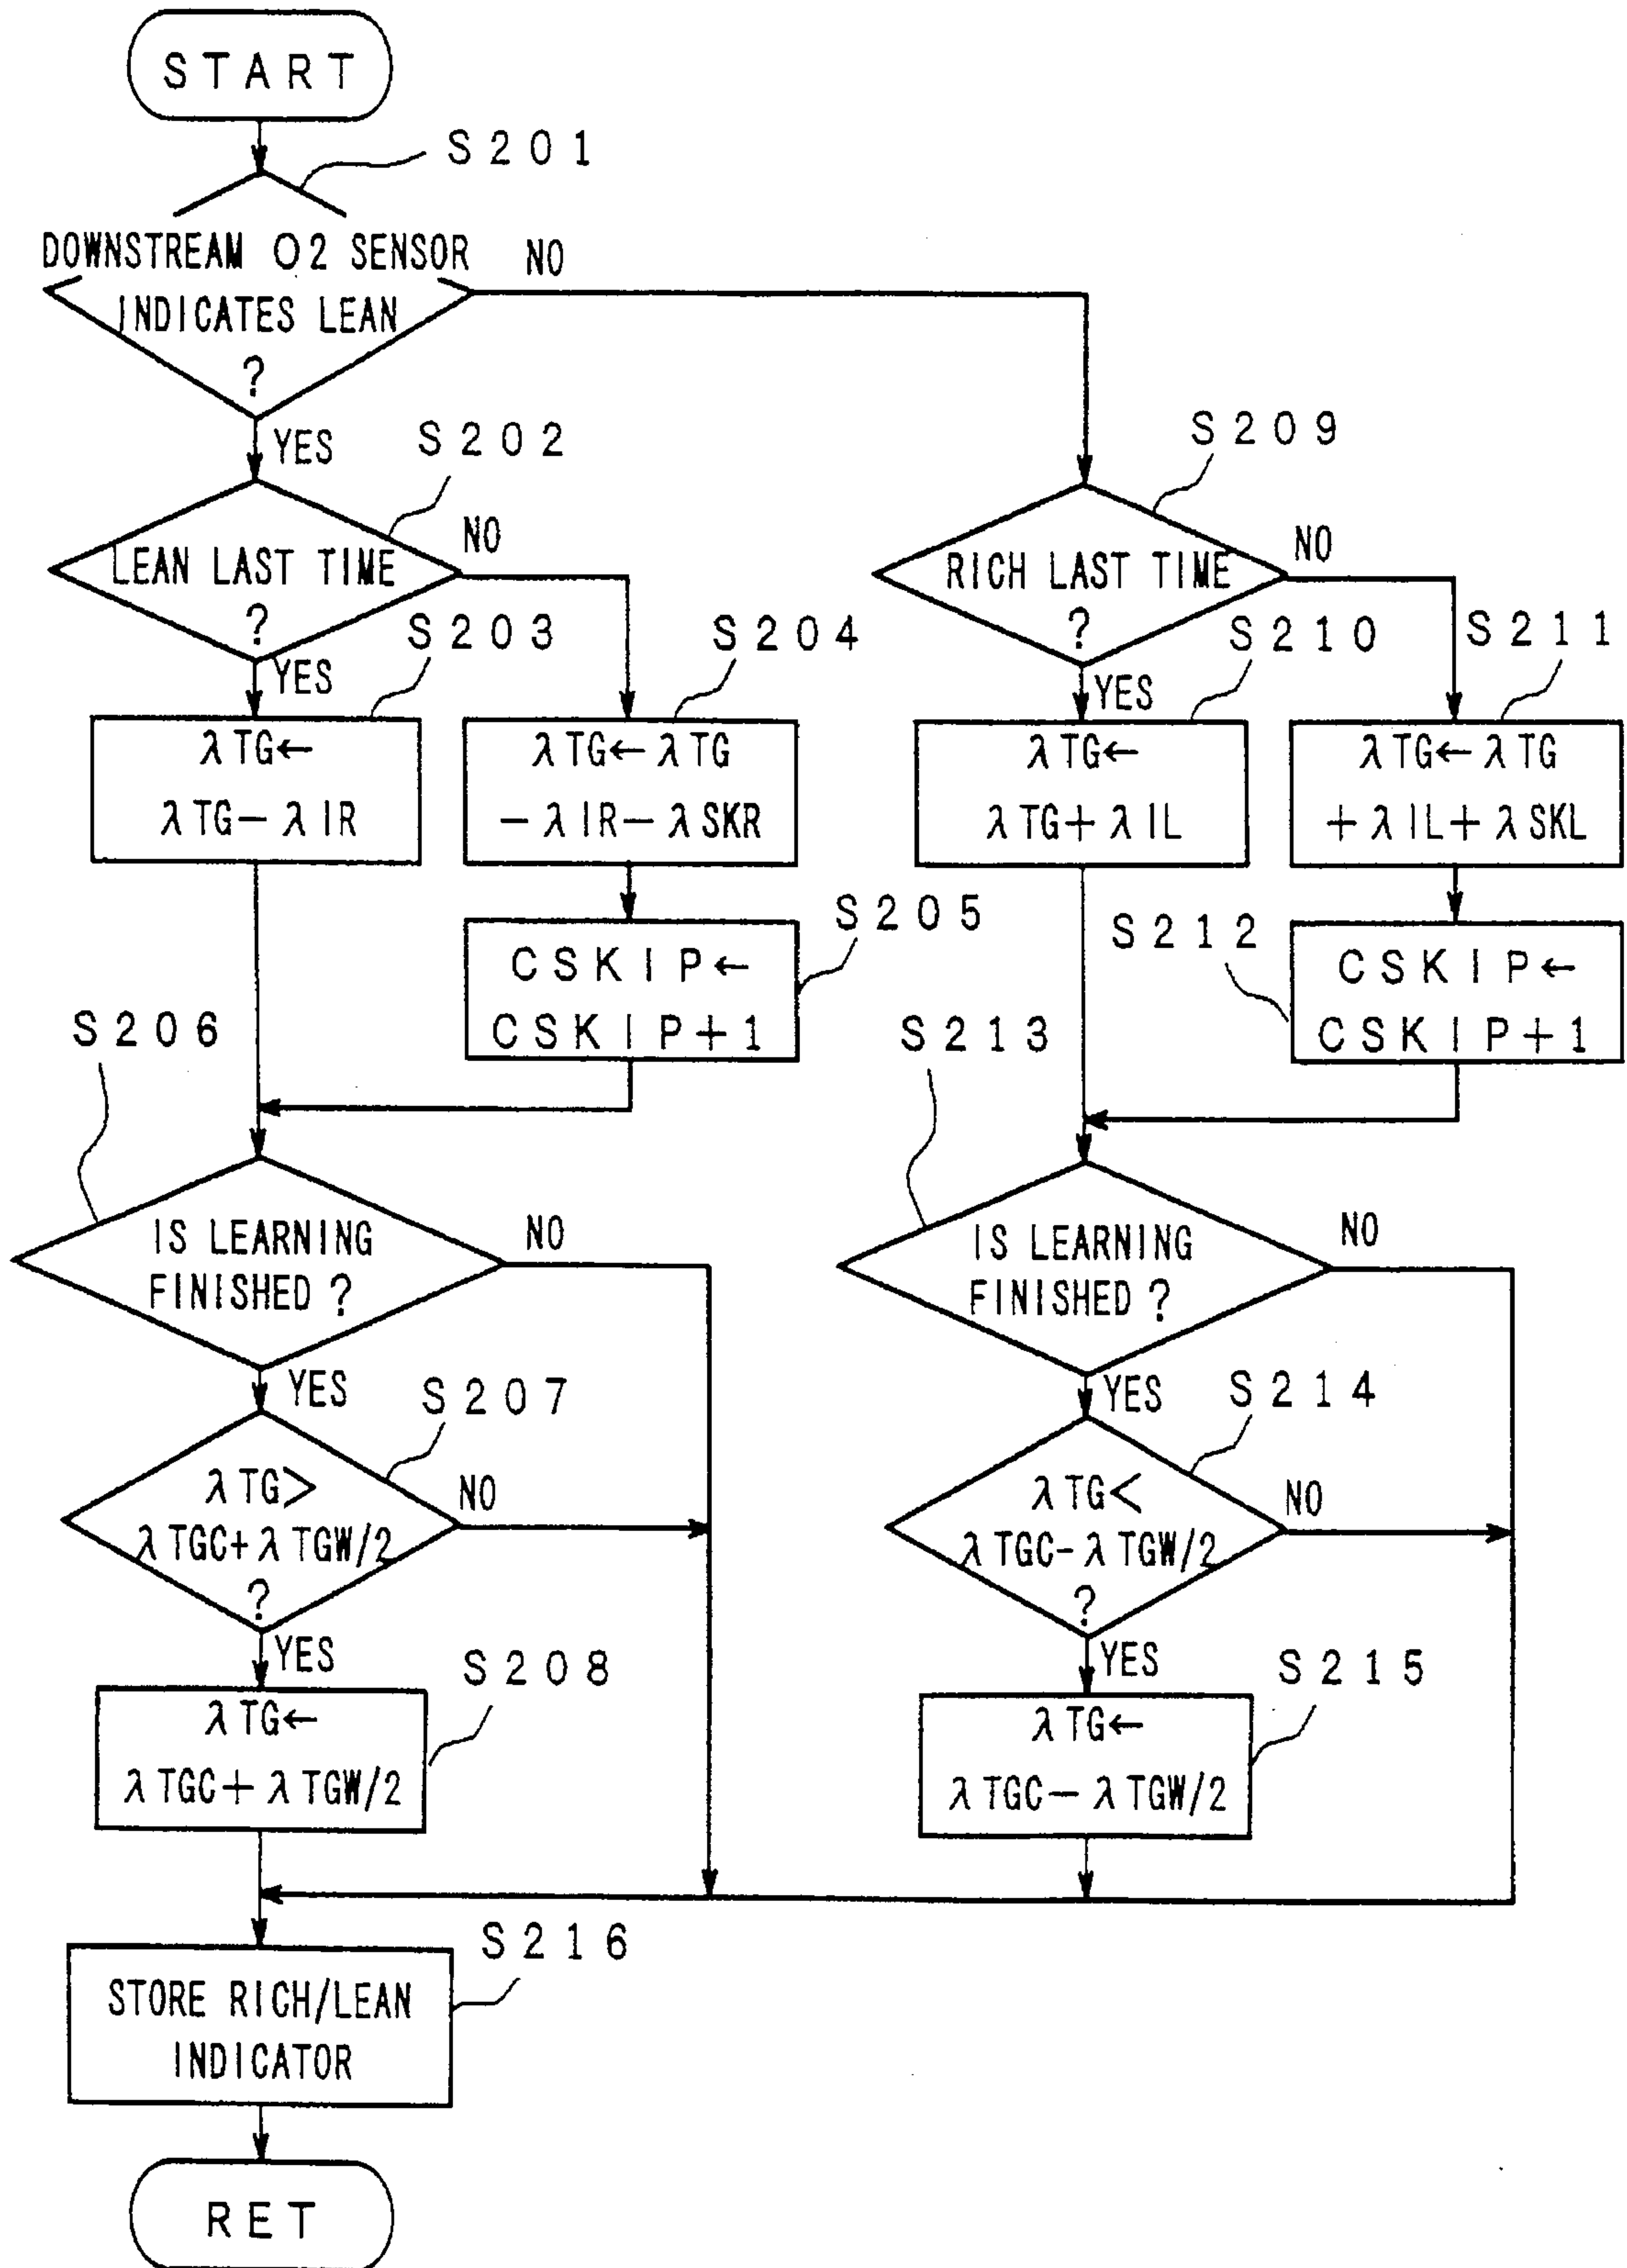 START
S201
DOWNSTREAM O2 SENSOR
INDICATES LEAN
?
NO
YES
S202
LEAN LAST TIME
?
NO
YES
S203
λTG←
λTG−λIR
S204
λTG←λTG
−λIR−λSKR
S205
CSKIP←
CSKIP+1
S206
IS LEARNING
FINISHED?
NO
YES
S207
λTG>
λTGC+λTGW/2
?
NO
YES
S208
λTG←
λTGC+λTGW/2
S209
RICH LAST TIME
?
NO
YES
S210
λTG←
λTG+λIL
S211
λTG←λTG
+λIL+λSKL
S212
CSKIP←
CSKIP+1
S213
IS LEARNING
FINISHED?
NO
YES
S214
λTG<
λTGC-λTGW/2
?
NO
YES
S215
λTG←
λTGC−λTGW/2
S216
STORE RICH/LEAN
INDICATOR
RET